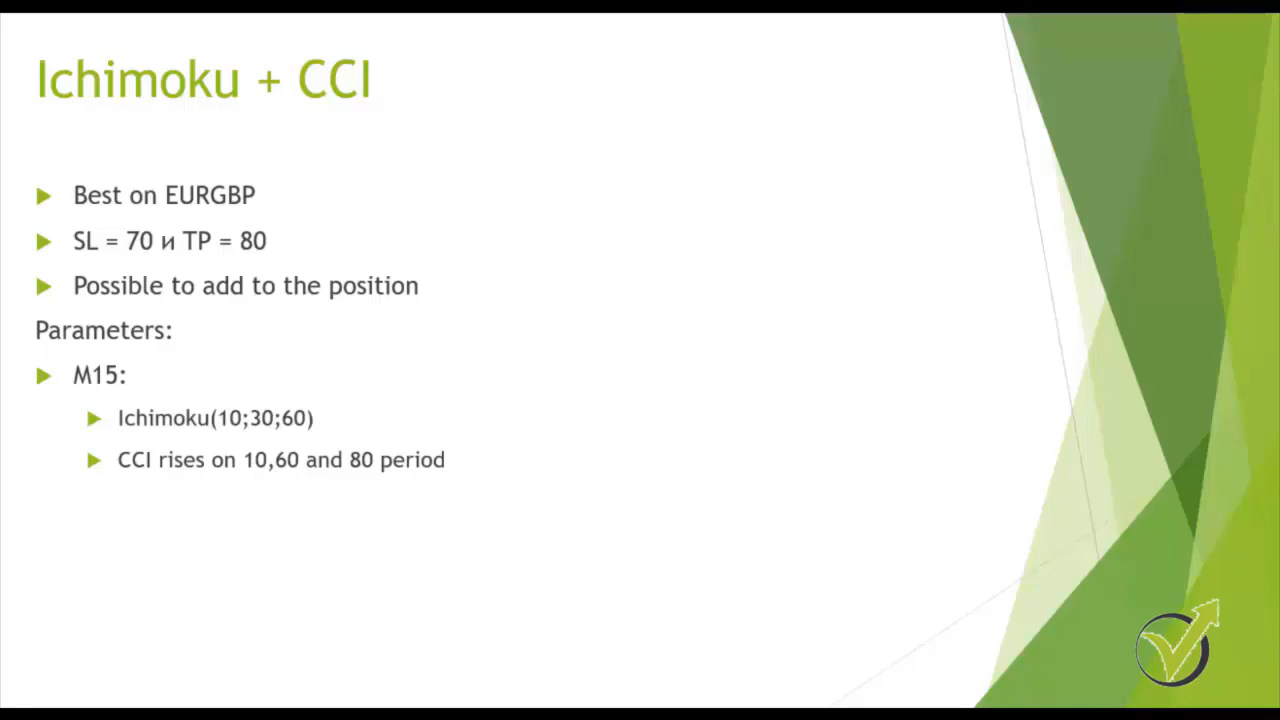 Ichimoku + CCI
Best on EURGBP
SL = 70 и TP = 80
Possible to add to the position
Parameters:
M15:
Ichimoku(10;30;60)
CCI rises on 10,60 and 80 period